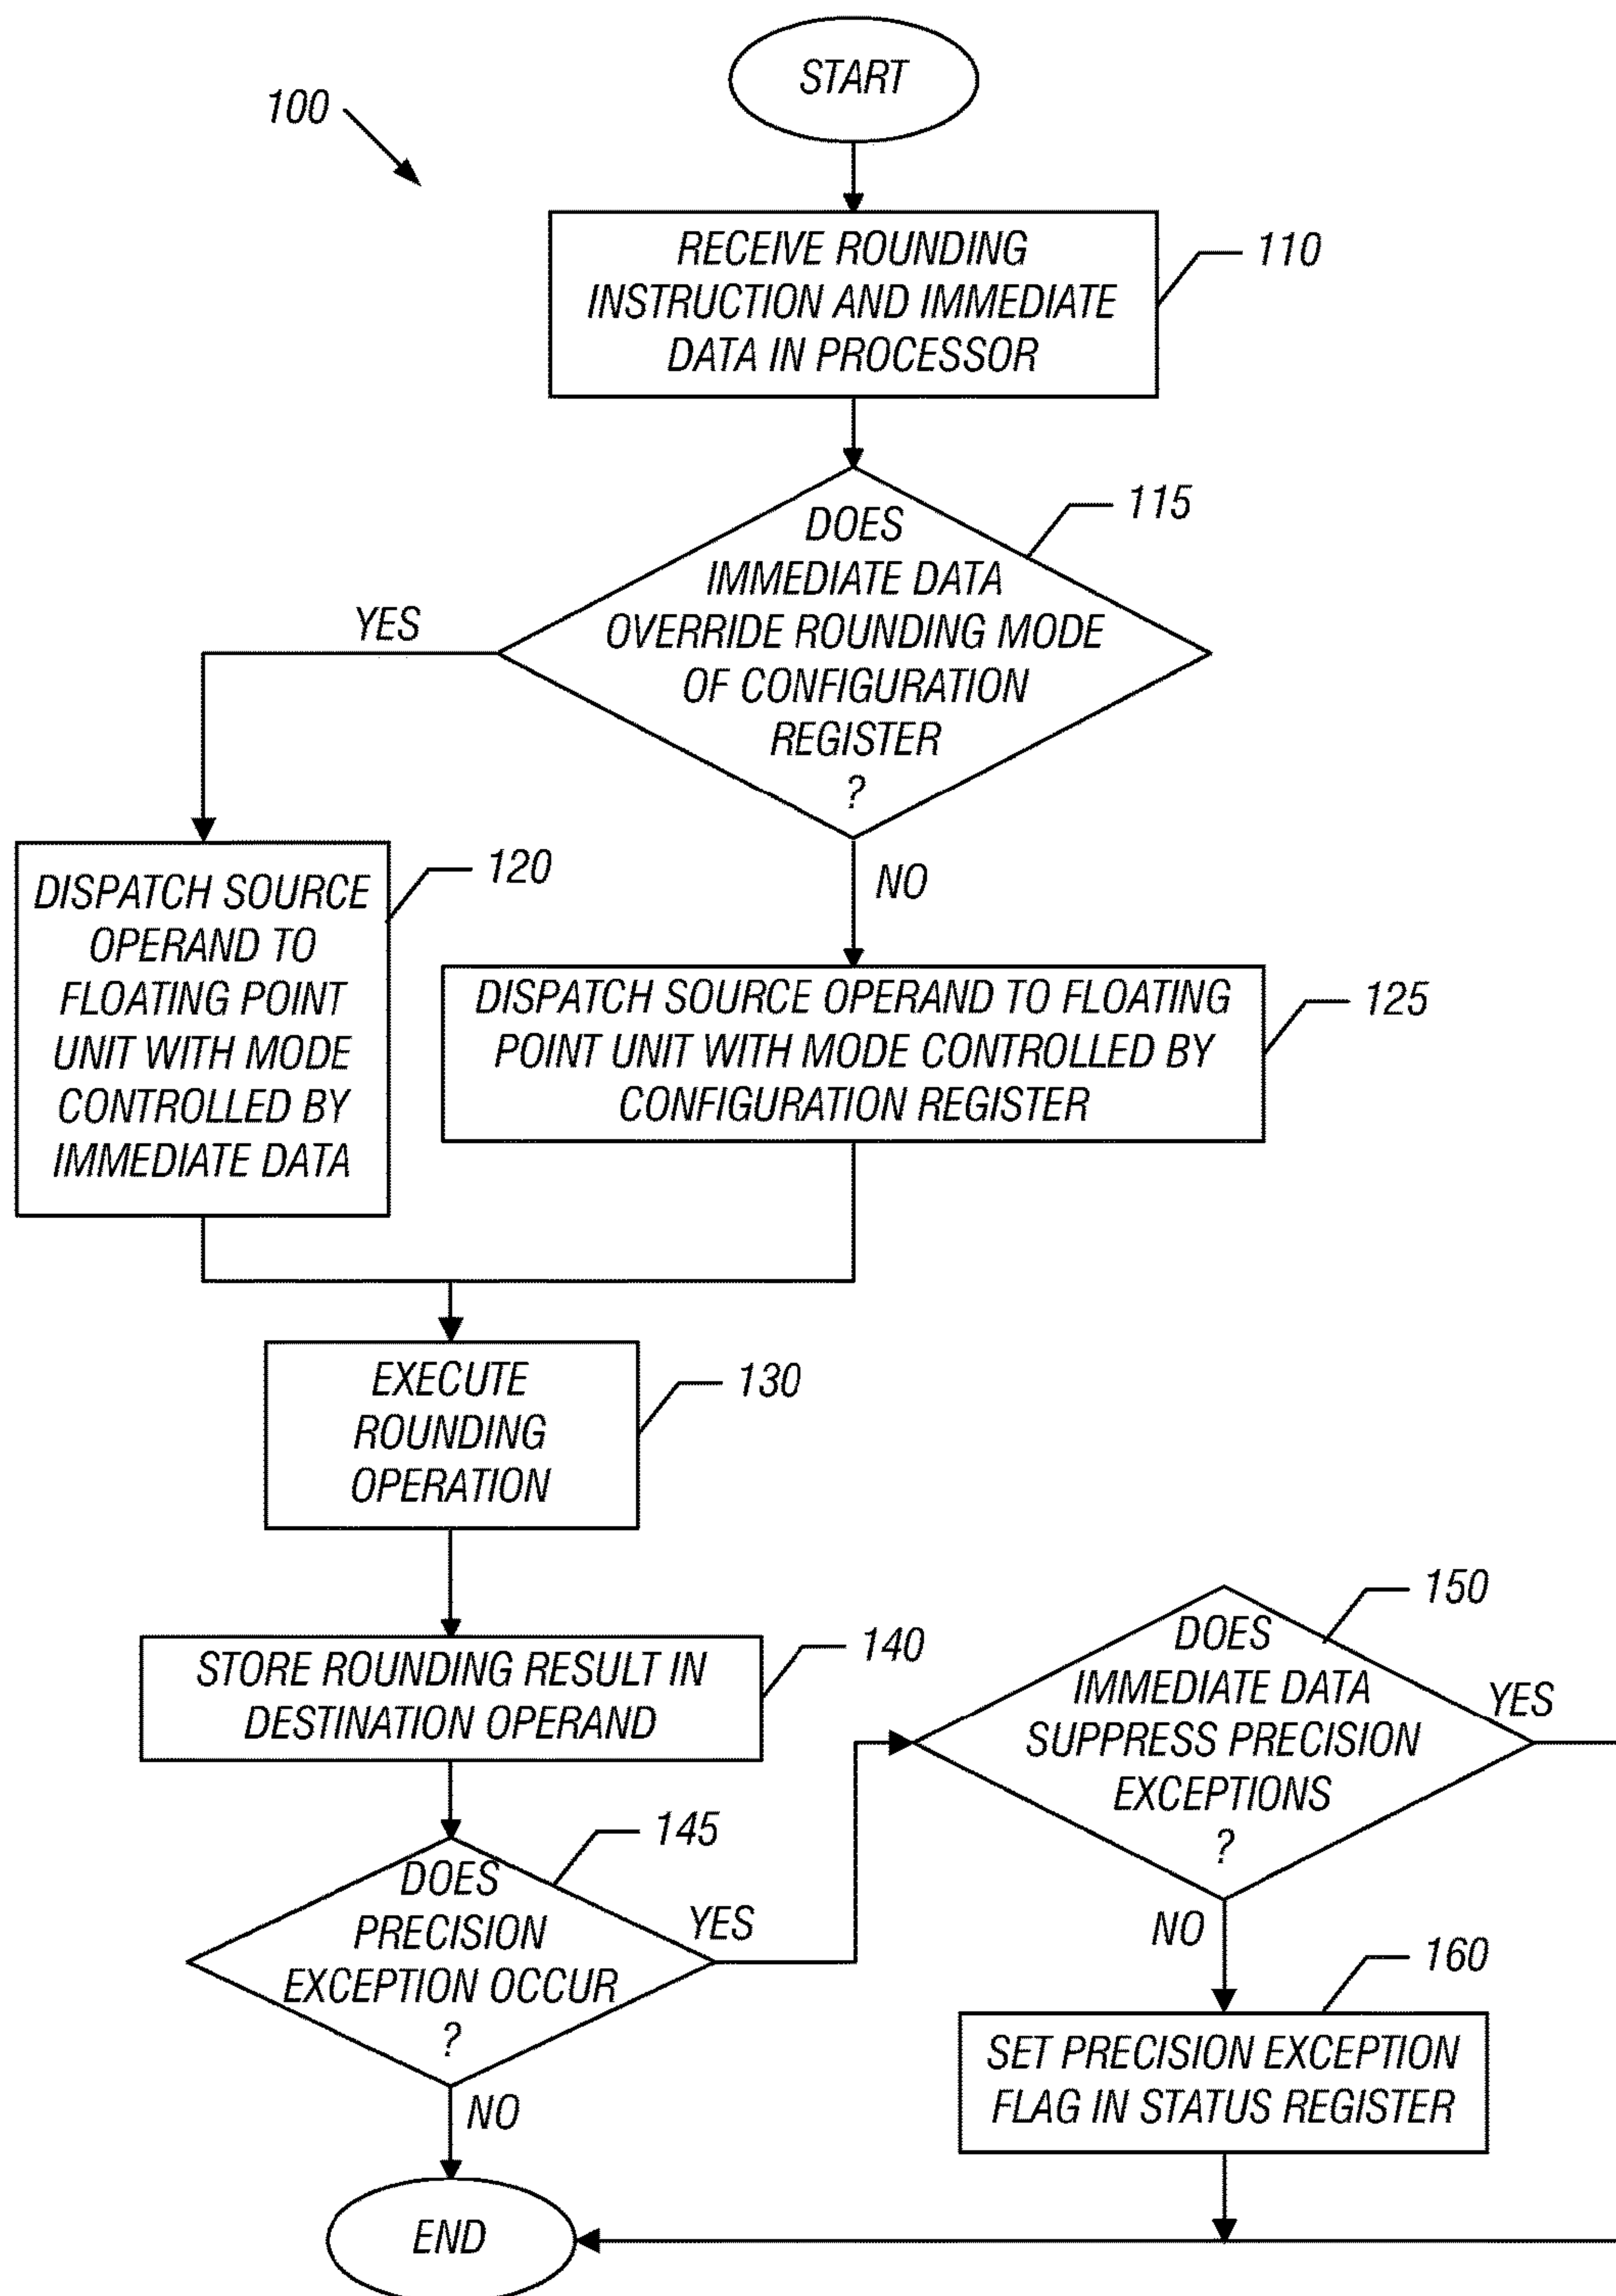 START
100
RECEIVE ROUNDING
INSTRUCTION AND IMMEDIATE
DATA IN PROCESSOR
110
DOES
IMMEDIATE DATA
OVERRIDE ROUNDING MODE
OF CONFIGURATION
REGISTER
?
115
YES
NO
DISPATCH SOURCE
OPERAND TO
FLOATING POINT
UNIT WITH MODE
CONTROLLED BY
IMMEDIATE DATA
120
DISPATCH SOURCE OPERAND TO FLOATING
POINT UNIT WITH MODE CONTROLLED BY
CONFIGURATION REGISTER
125
EXECUTE
ROUNDING
OPERATION
130
STORE ROUNDING RESULT IN
DESTINATION OPERAND
140
DOES
PRECISION
EXCEPTION OCCUR
?
145
YES
NO
DOES
IMMEDIATE DATA
SUPPRESS PRECISION
EXCEPTIONS
?
150
YES
NO
SET PRECISION EXCEPTION
FLAG IN STATUS REGISTER
160
END